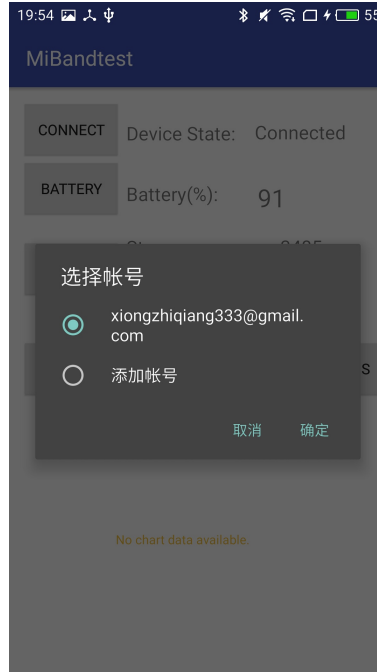 19:54
55
MiBandtest
CONNECT Device State: Connected
BATTERY Battery(%): 91
选择帐号
xiongzhiqiang333@gmail.
com
添加帐号
S
取消 确定
No chart data available.